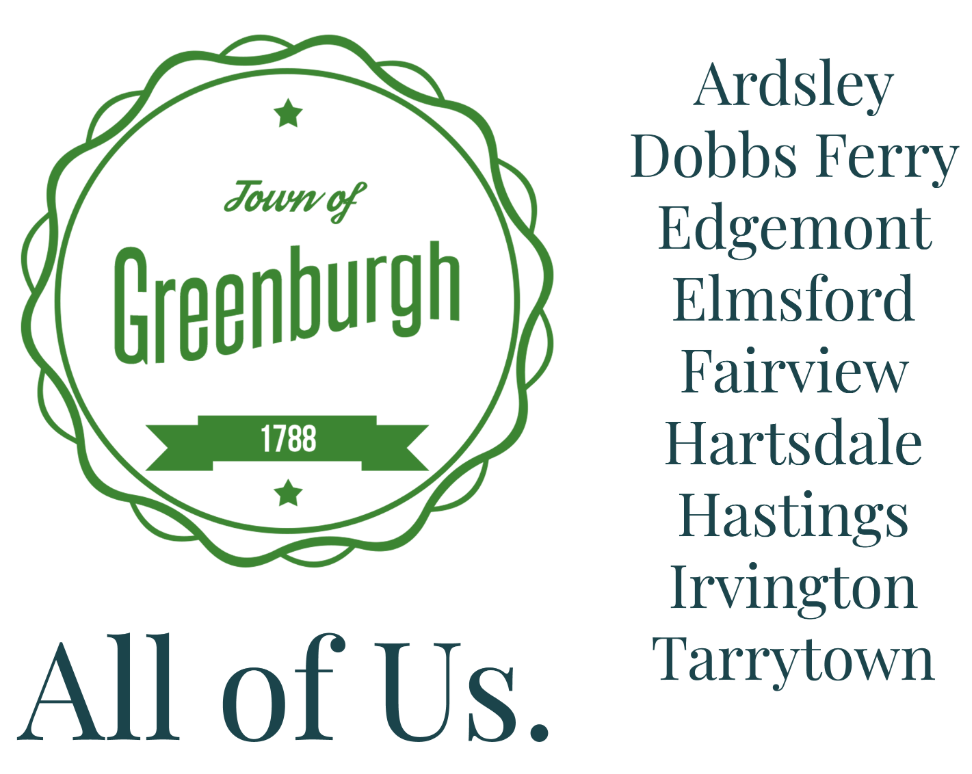 Town of
Greenburgh
1788
All of Us.
Ardsley
Dobbs Ferry
Edgemont
Elmsford
Fairview
Hartsdale
Hastings
Irvington
Tarrytown